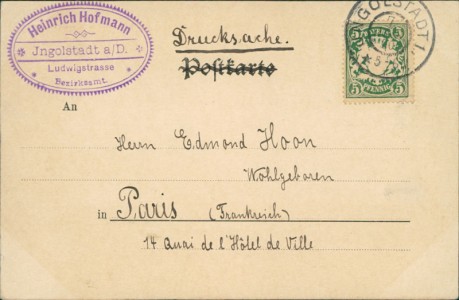 Heinrich Hofmann
Jngolstadt a/D.
Ludwigstrasse
Bezirksamt.
Drucksache.
Postkarte
INGOLSTADT I.
5 5
PFENNIG
An
Herrn Edmond Hoon
Wohlgeboren
in Paris (Frankreich)
14 Quai de l'Hôtel de Ville